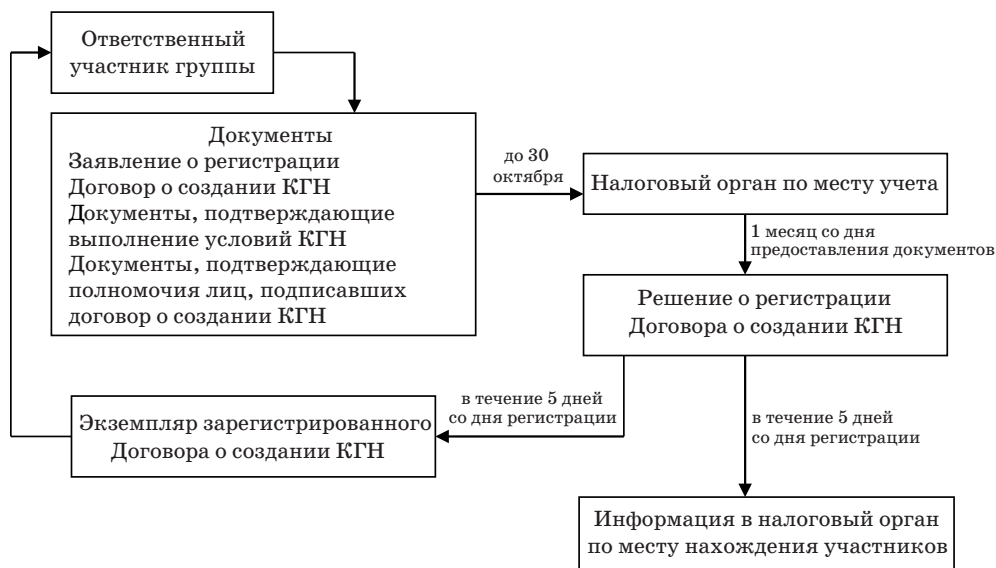 Ответственный
участник группы
Документы
Заявление о регистрации
Договор о создании КГН
Документы, подтверждающие
выполнение условий КГН
Документы, подтверждающие
полномочия лиц, подписавших
договор о создании КГН
до 30
октября
Налоговый орган по месту учета
1 месяц со дня
предоставления документов
Решение о регистрации
Договора о создании КГН
в течение 5 дней
со дня регистрации
Экземпляр зарегистрированного
Договора о создании КГН
в течение 5 дней
со дня регистрации
Информация в налоговый орган
по месту нахождения участников